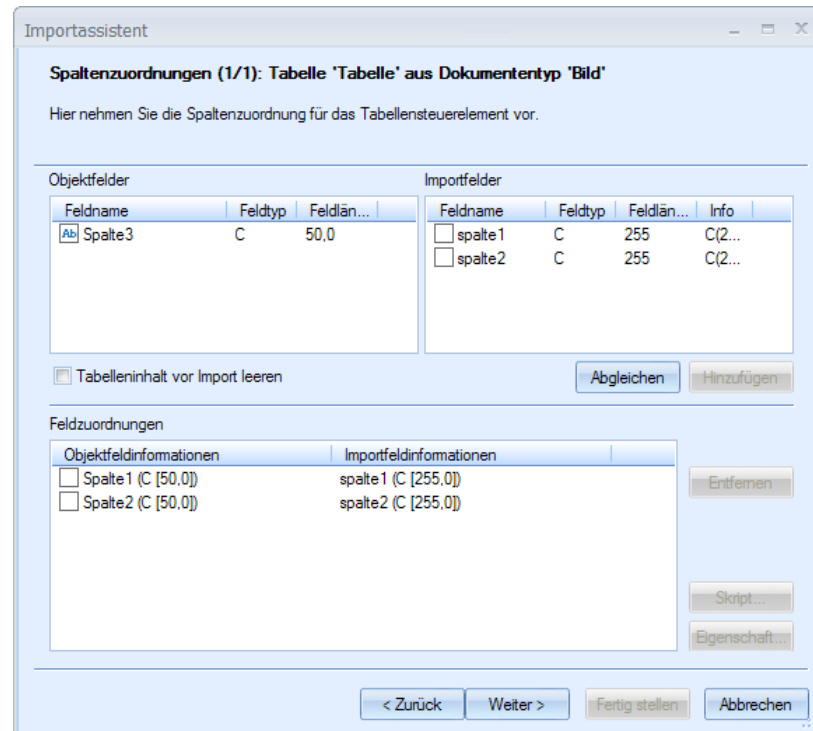 Importassistent
Spaltenzuordnungen (1/1): Tabelle 'Tabelle' aus Dokumententyp 'Bild'
Hier nehmen Sie die Spaltenzuordnung für das Tabellensteuerelement vor.
Objektfelder Importfelder
Feldname Feldtyp Feldlän... Feldname Feldtyp Feldlän... Info
Ab Spalte3 C 50,0 spalte1 C 255 C(2...
spalte2 C 255 C(2...
Tabelleninhalt vor Import leeren Abgleichen Hinzufügen
Feldzuordnungen
Objektfeldinformationen Importfeldinformationen
Spalte1 (C [50,0]) spalte1 (C [255,0])
Spalte2 (C [50,0]) spalte2 (C [255,0])
Entfernen
Skript...
Eigenschaft...
< Zurück Weiter > Fertig stellen Abbrechen